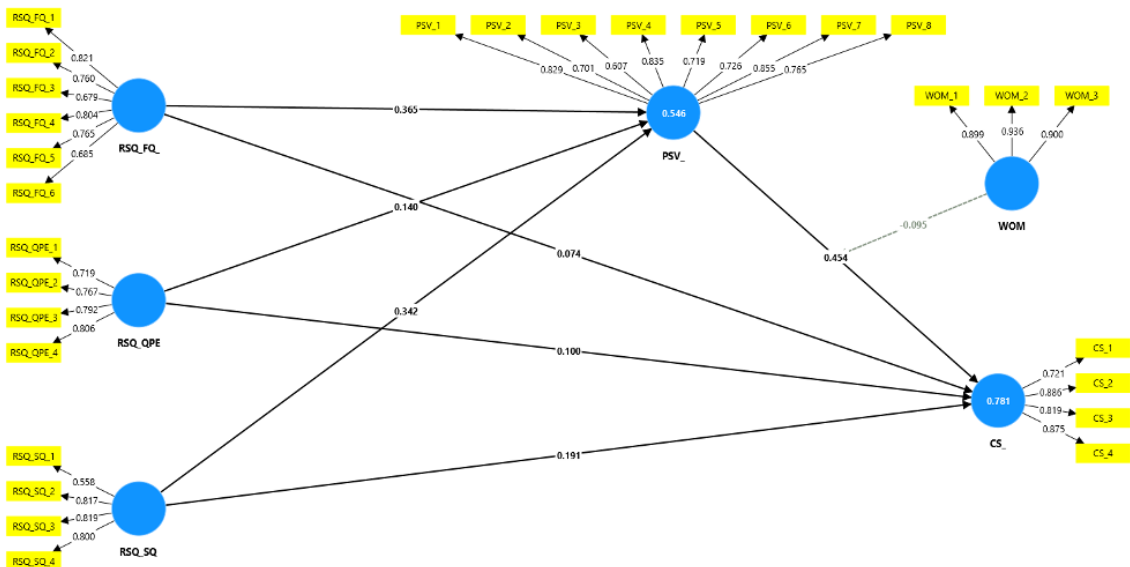 RSQ_FQ_1
RSQ_FQ_2
RSQ_FQ_3
RSQ_FQ_4
RSQ_FQ_5
RSQ_FQ_6
0.821
0.760
0.679
0.804
0.765
0.685
RSQ_FQ_
PSV_1 PSV_2 PSV_3 PSV_4 PSV_5 PSV_6 PSV_7 PSV_8
0.829 0.701 0.607 0.835 0.719 0.726 0.855 0.765
0.546
PSV_
WOM_1 WOM_2 WOM_3
0.899 0.936 0.900
WOM
0.365
0.140
0.342
0.074
0.100
0.191
0.454
-0.095
RSQ_QPE_1
RSQ_QPE_2
RSQ_QPE_3
RSQ_QPE_4
0.719
0.767
0.792
0.806
RSQ_QPE
RSQ_SQ_1
RSQ_SQ_2
RSQ_SQ_3
RSQ_SQ_4
0.558
0.817
0.819
0.800
RSQ_SQ
0.781
CS_
0.721
0.886
0.819
0.875
CS_1
CS_2
CS_3
CS_4